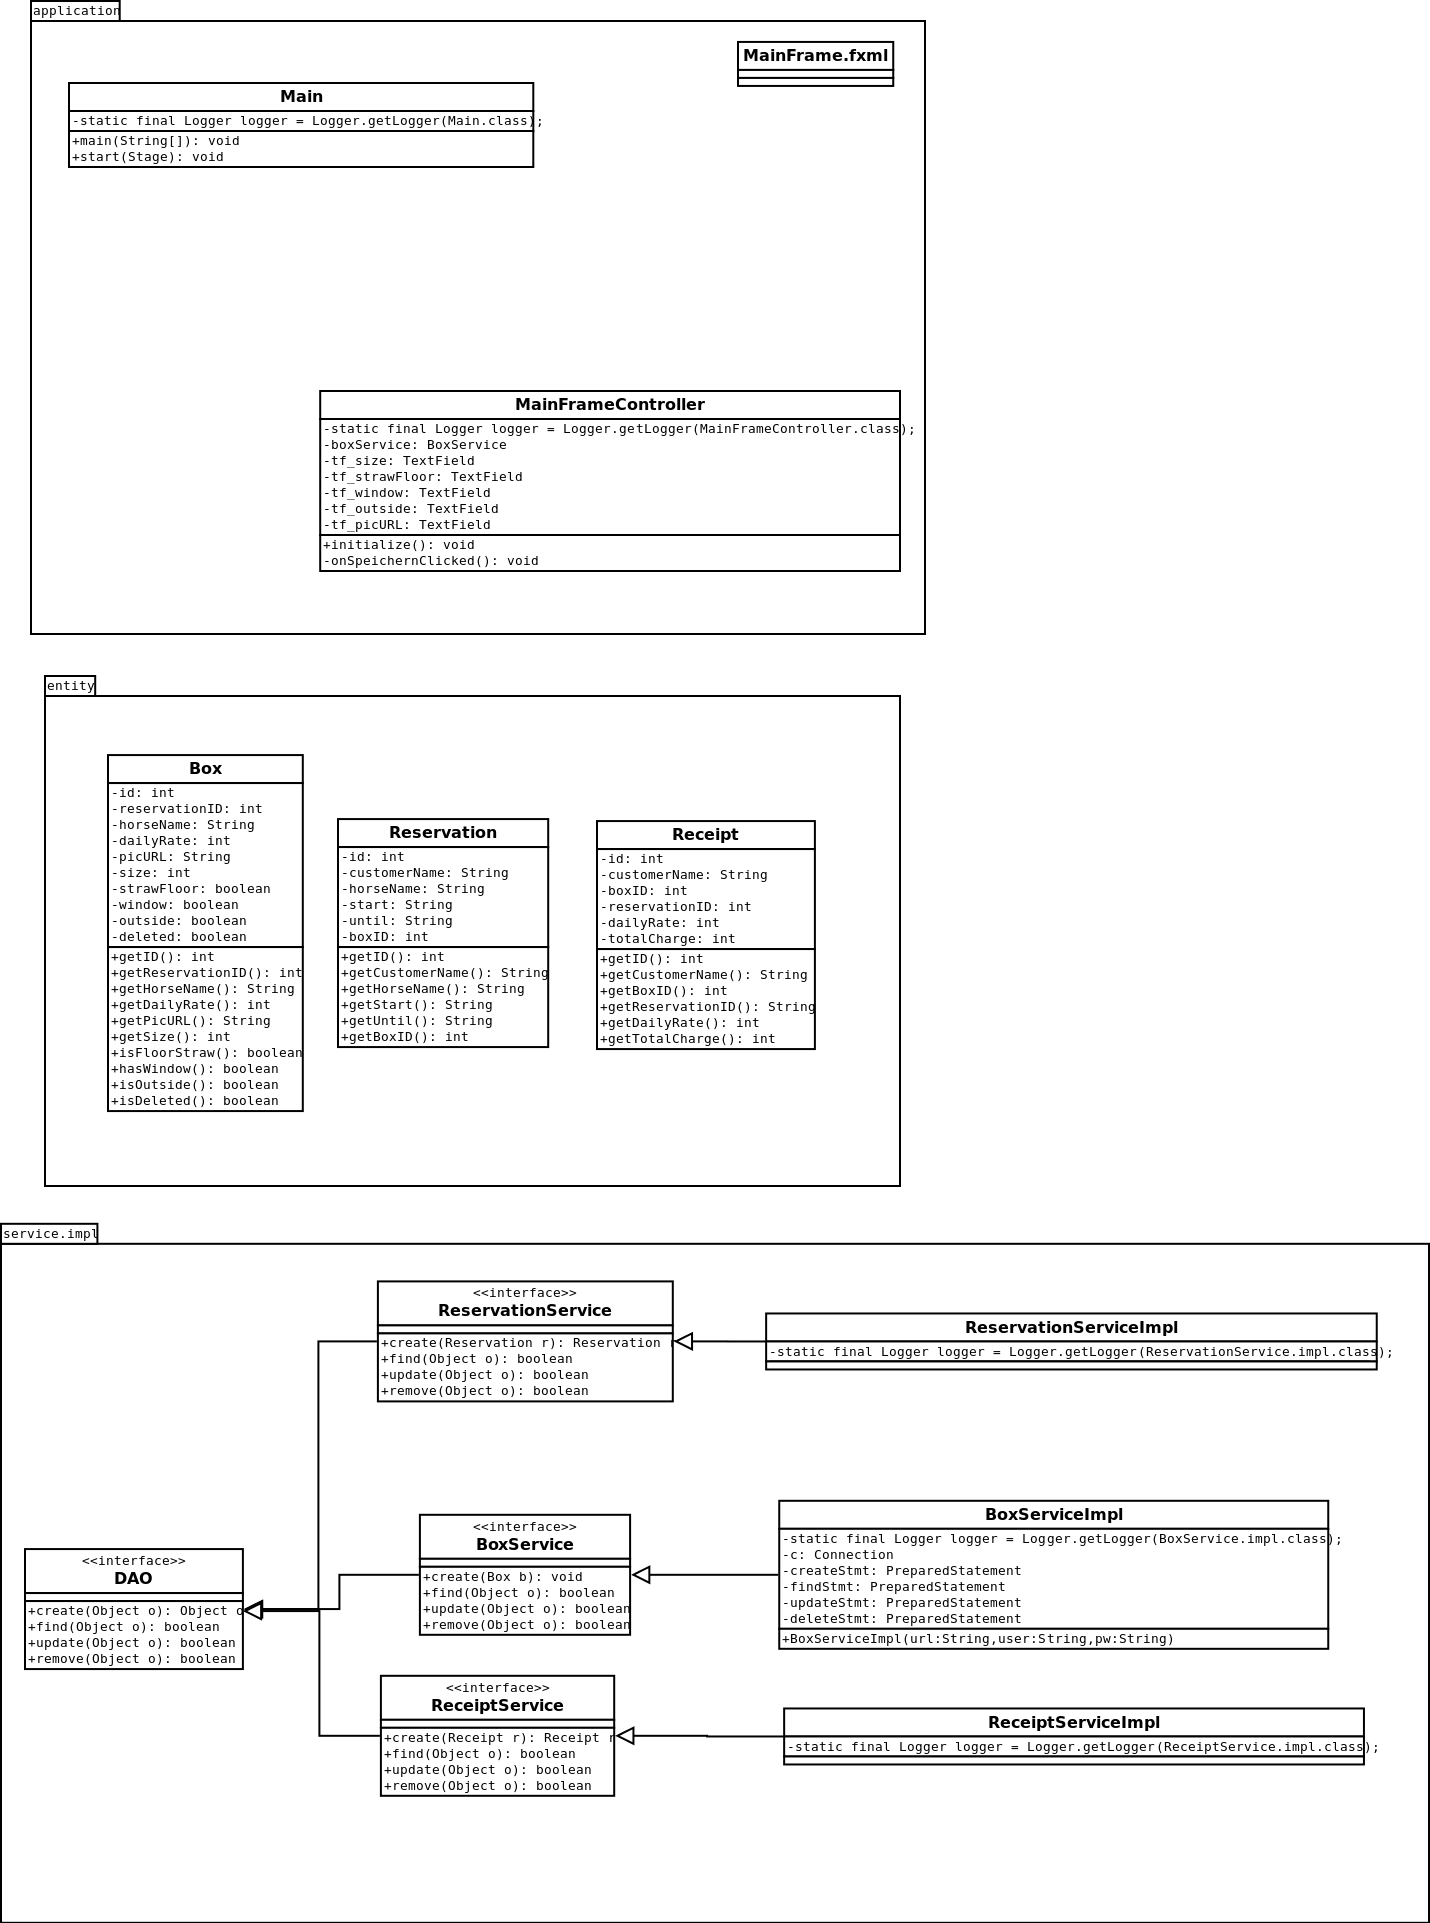 application
MainFrame.fxml
Main
-static final Logger logger = Logger.getLogger(Main.class);
+main(String[]): void
+start(Stage): void
MainFrameController
-static final Logger logger = Logger.getLogger(MainFrameController.class);
-boxService: BoxService
-tf_size: TextField
-tf_strawFloor: TextField
-tf_window: TextField
-tf_outside: TextField
-tf_picURL: TextField
+initialize(): void
-onSpeichernClicked(): void
entity
Box
-id: int
-reservationID: int
-horseName: String
-dailyRate: int
-picURL: String
-size: int
-strawFloor: boolean
-window: boolean
-outside: boolean
-deleted: boolean
+getID(): int
+getReservationID(): int
+getHorseName(): String
+getDailyRate(): int
+getPicURL(): String
+getSize(): int
+isFloorStraw(): boolean
+hasWindow(): boolean
+isOutside(): boolean
+isDeleted(): boolean
Reservation
-id: int
-customerName: String
-horseName: String
-start: String
-until: String
-boxID: int
+getID(): int
+getCustomerName(): String
+getHorseName(): String
+getStart(): String
+getUntil(): String
+getBoxID(): int
Receipt
-id: int
-customerName: String
-boxID: int
-reservationID: int
-dailyRate: int
-totalCharge: int
+getID(): int
+getCustomerName(): String
+getBoxID(): int
+getReservationID(): String
+getDailyRate(): int
+getTotalCharge(): int
service.impl
<<interface>>
ReservationService
+create(Reservation r): Reservation r
+find(Object o): boolean
+update(Object o): boolean
+remove(Object o): boolean
ReservationServiceImpl
-static final Logger logger = Logger.getLogger(ReservationService.impl.class);
<<interface>>
DAO
+create(Object o): Object o
+find(Object o): boolean
+update(Object o): boolean
+remove(Object o): boolean
<<interface>>
BoxService
+create(Box b): void
+find(Object o): boolean
+update(Object o): boolean
+remove(Object o): boolean
BoxServiceImpl
-static final Logger logger = Logger.getLogger(BoxService.impl.class);
-c: Connection
-createStmt: PreparedStatement
-findStmt: PreparedStatement
-updateStmt: PreparedStatement
-deleteStmt: PreparedStatement
+BoxServiceImpl(url:String,user:String,pw:String)
<<interface>>
ReceiptService
+create(Receipt r): Receipt r
+find(Object o): boolean
+update(Object o): boolean
+remove(Object o): boolean
ReceiptServiceImpl
-static final Logger logger = Logger.getLogger(ReceiptService.impl.class);